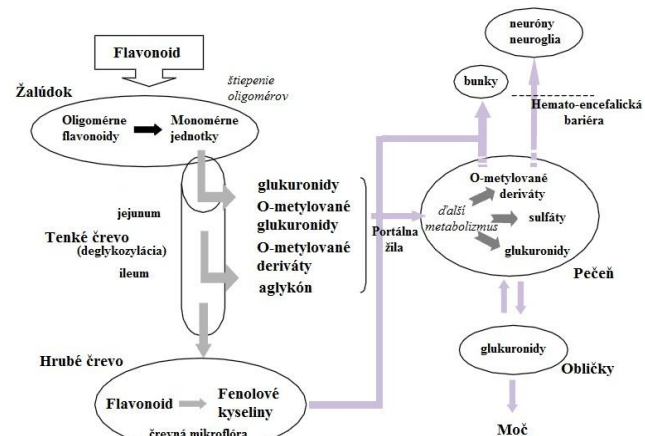 neuróny
neuroglia
Flavonoid
bunky
štiepenie
oligomérov
Žalúdok
Hemato-encefalická
bariéra
Oligomérne
flavonoidy
Monomérne
jednotky
O-metylované
deriváty
glukuronidy
O-metylované
glukuronidy
jejunum
ďalší
metabolizmus
sulfáty
Portálna
žila
Tenké črevo
(deglykozylácia)
O-metylované
deriváty
glukuronidy
ileum
aglykón
Pečeň
Hrubé črevo
glukuronidy
Obličky
Flavonoid
Fenolové
kyseliny
črevná mikroflóra
Moč